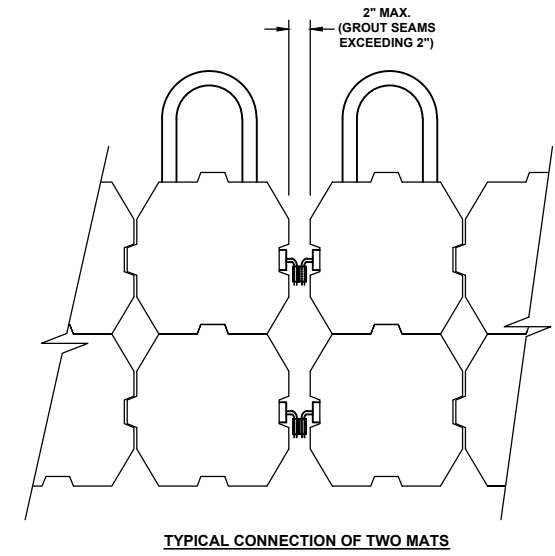 2" MAX.
(GROUT SEAMS
EXCEEDING 2")
TYPICAL CONNECTION OF TWO MATS